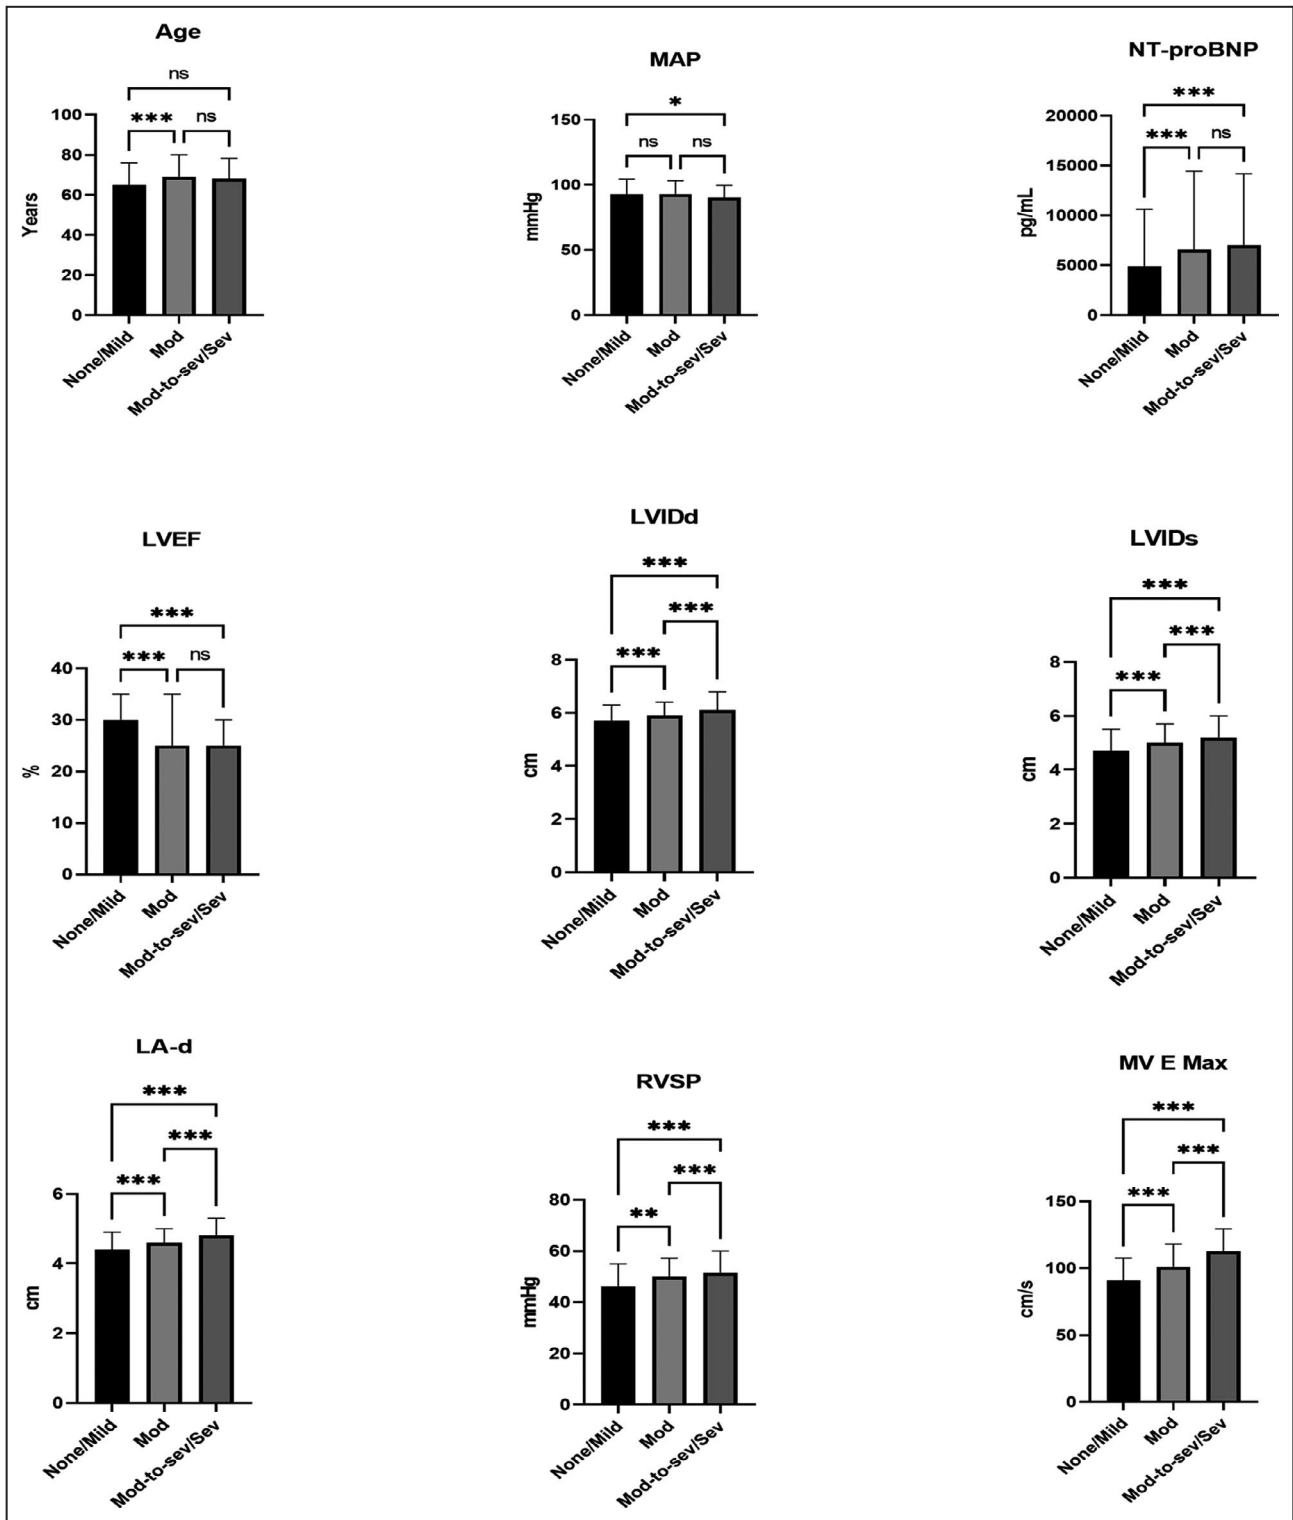 Age
ns
*** ns
100
80
60
40
20
0
Years
None/Mild
Mod
Mod-to-sev/Sev
MAP
*
ns ns
150
100
50
0
mmHg
None/Mild
Mod
Mod-to-sev/Sev
NT-proBNP
***
*** ns
20000
15000
10000
5000
0
pg/mL
None/Mild
Mod
Mod-to-sev/Sev
LVEF
***
*** ns
40
30
20
10
0
%
None/Mild
Mod
Mod-to-sev/Sev
LVIDd
***
***
***
8
6
4
2
0
cm
None/Mild
Mod
Mod-to-sev/Sev
LVIDs
***
***
***
8
6
4
2
0
cm
None/Mild
Mod
Mod-to-sev/Sev
LA-d
***
***
***
6
4
2
0
cm
None/Mild
Mod
Mod-to-sev/Sev
RVSP
***
***
**
80
60
40
20
0
mmHg
None/Mild
Mod
Mod-to-sev/Sev
MV E Max
***
***
***
150
100
50
0
cm/s
None/Mild
Mod
Mod-to-sev/Sev